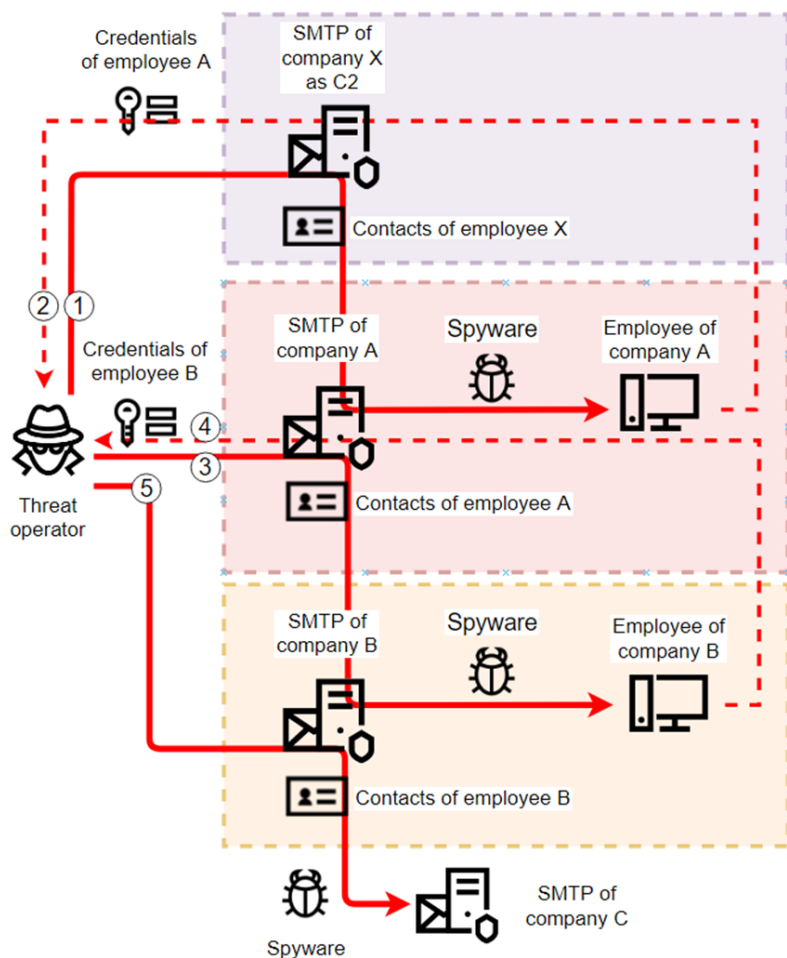 Credentials
of employee A
SMTP of
company X
as C2
Contacts of employee X
2
1
SMTP of
company A
Spyware
Employee of
company A
Credentials of
employee B
4
3
Threat
operator
5
Contacts of employee A
SMTP of
company B
Spyware
Employee of
company B
Contacts of employee B
Spyware
SMTP of
company C